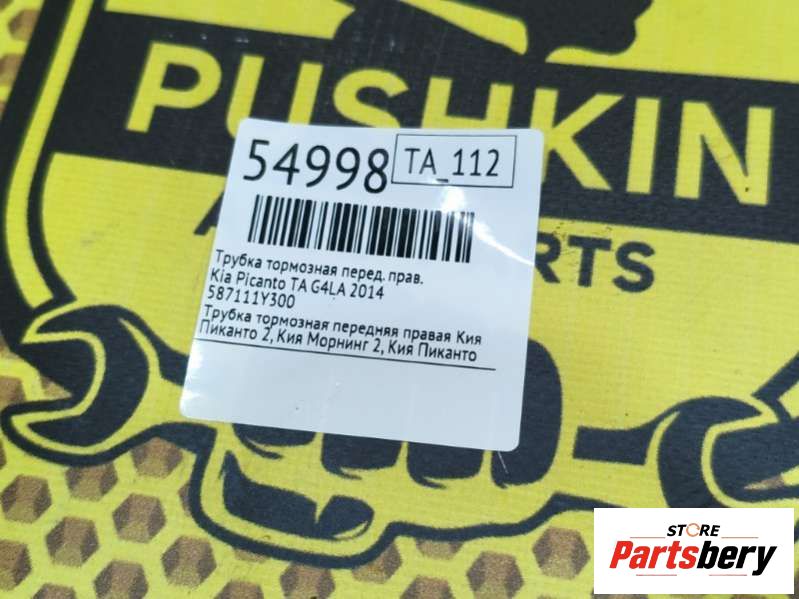 PUSHKIN
54998
TA_112
RTS
Трубка тормозная перед. прав.
Kia Picanto TA G4LA 2014
587111Y300
Трубка тормозная передняя правая Кия
Пиканто 2, Кия Морнинг 2, Кия Пиканто
STORE
Partsbery